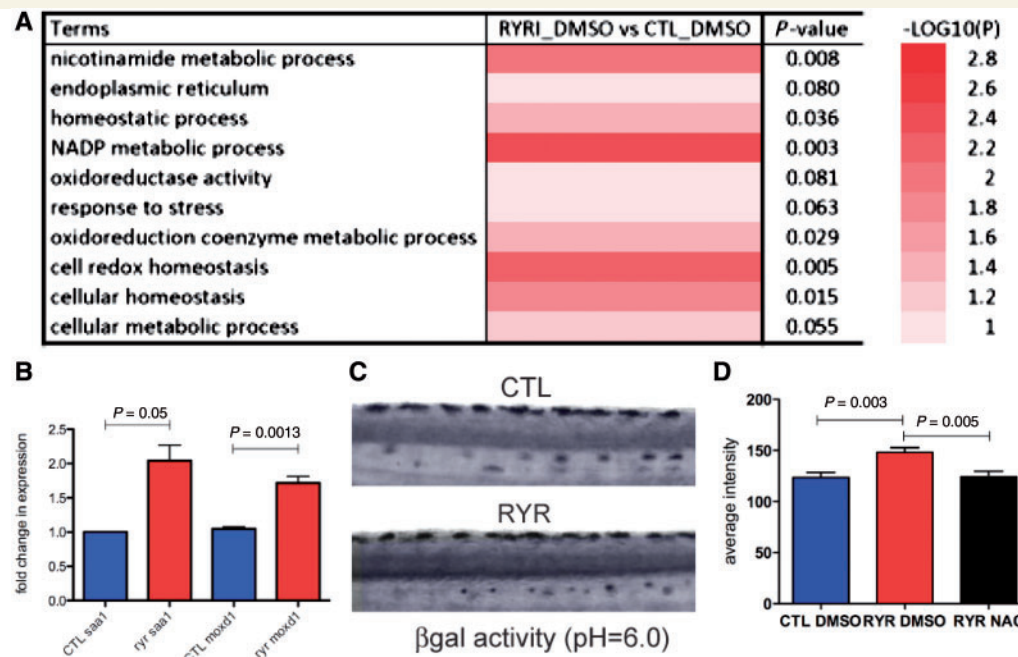 A
Terms RYRI_DMSO vs CTL_DMSO P-value -LOG10(P)
nicotinamide metabolic process 0.008 2.8
endoplasmic reticulum 0.080 2.6
homeostatic process 0.036 2.4
NADP metabolic process 0.003 2.2
oxidoreductase activity 0.081 2
response to stress 0.063 1.8
oxidoreduction coenzyme metabolic process 0.029 1.6
cell redox homeostasis 0.005 1.4
cellular homeostasis 0.015 1.2
cellular metabolic process 0.055 1
B
P = 0.05
P = 0.0013
fold change in expression
2.5
2.0
1.5
1.0
0.5
0.0
CTL saa1
ryr saa1
CTL moxd1
ryr moxd1
C
CTL
RYR
βgal activity (pH=6.0)
D
P = 0.003
P = 0.005
average intensity
200
150
100
50
0
CTL DMSO RYR DMSO RYR NAC